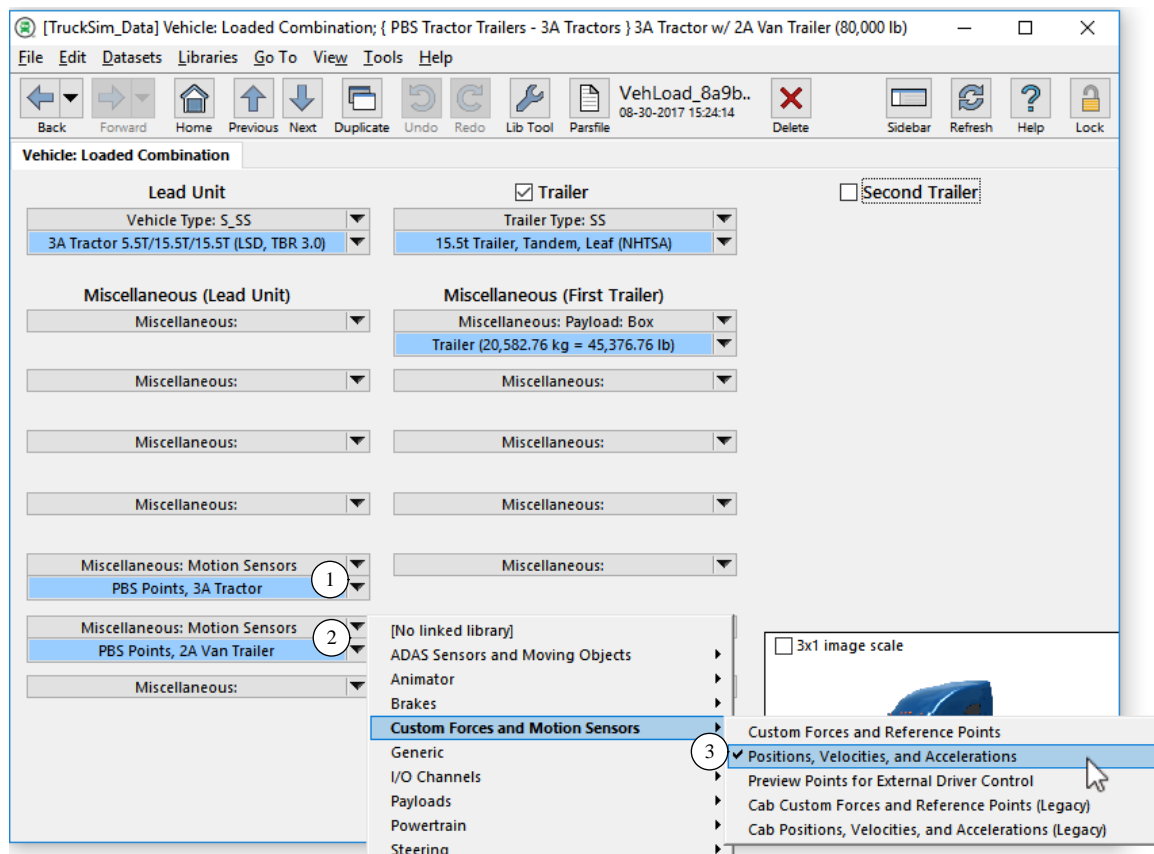 [TruckSim_Data] Vehicle: Loaded Combination; { PBS Tractor Trailers - 3A Tractors } 3A Tractor w/ 2A Van Trailer (80,000 lb)
File Edit Datasets Libraries Go To View Tools Help
VehLoad_8a9b..
08-30-2017 15:24:14
Back Forward Home Previous Next Duplicate Undo Redo Lib Tool Parsfile Delete Sidebar Refresh Help Lock
Vehicle: Loaded Combination
Lead Unit Trailer Second Trailer
Vehicle Type: S_SS Trailer Type: SS
3A Tractor 5.5T/15.5T/15.5T (LSD, TBR 3.0) 15.5t Trailer, Tandem, Leaf (NHTSA)
Miscellaneous (Lead Unit) Miscellaneous (First Trailer)
Miscellaneous: Miscellaneous: Payload: Box
Trailer (20,582.76 kg = 45,376.76 lb)
Miscellaneous: Miscellaneous:
Miscellaneous: Miscellaneous:
Miscellaneous: Miscellaneous:
Miscellaneous: Motion Sensors Miscellaneous:
1
PBS Points, 3A Tractor
Miscellaneous: Motion Sensors
2
PBS Points, 2A Van Trailer
Miscellaneous:
[No linked library]
ADAS Sensors and Moving Objects
Animator
Brakes
Custom Forces and Motion Sensors
Generic
I/O Channels
Payloads
Powertrain
Steering
3x1 image scale
3
Custom Forces and Reference Points
Positions, Velocities, and Accelerations
Preview Points for External Driver Control
Cab Custom Forces and Reference Points (Legacy)
Cab Positions, Velocities, and Accelerations (Legacy)